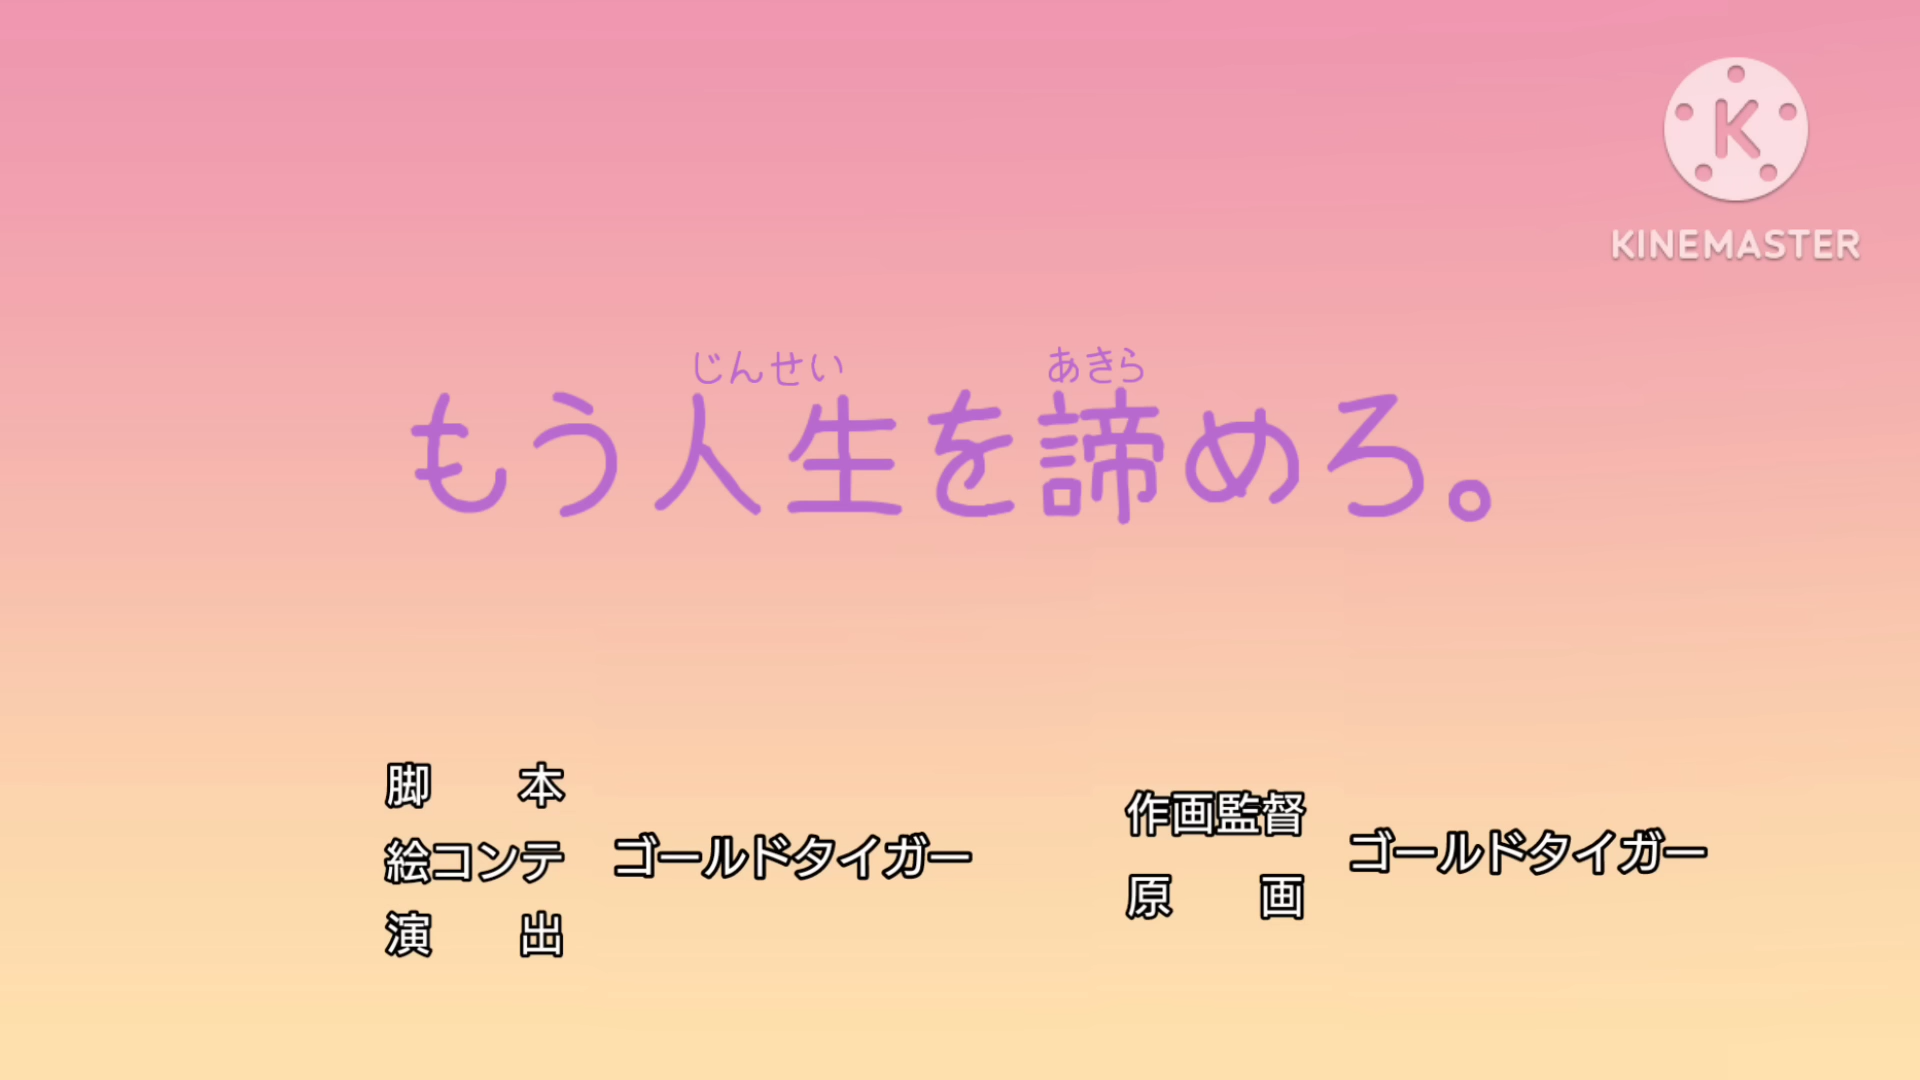 KINEMASTER
じんせい あきら
もう人生を諦めろ。
脚本
絵コンテ ゴールドタイガー
演出
作画監督
原画 ゴールドタイガー